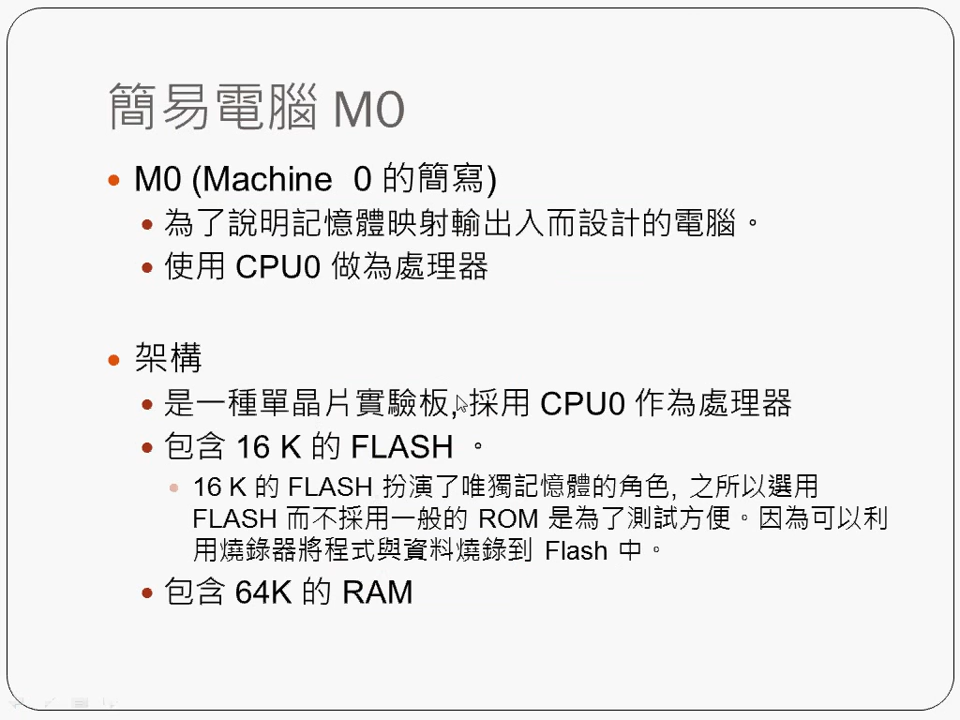 簡易電腦 M0
M0 (Machine 0 的簡寫)
為了說明記憶體映射輸出入而設計的電腦。
使用 CPU0 做為處理器
架構
是一種單晶片實驗板,採用 CPU0 作為處理器
包含 16 K 的 FLASH 。
16 K 的 FLASH 扮演了唯獨記憶體的角色, 之所以選用
FLASH 而不採用一般的 ROM 是為了測試方便。因為可以利
用燒錄器將程式與資料燒錄到 Flash 中。
包含 64K 的 RAM